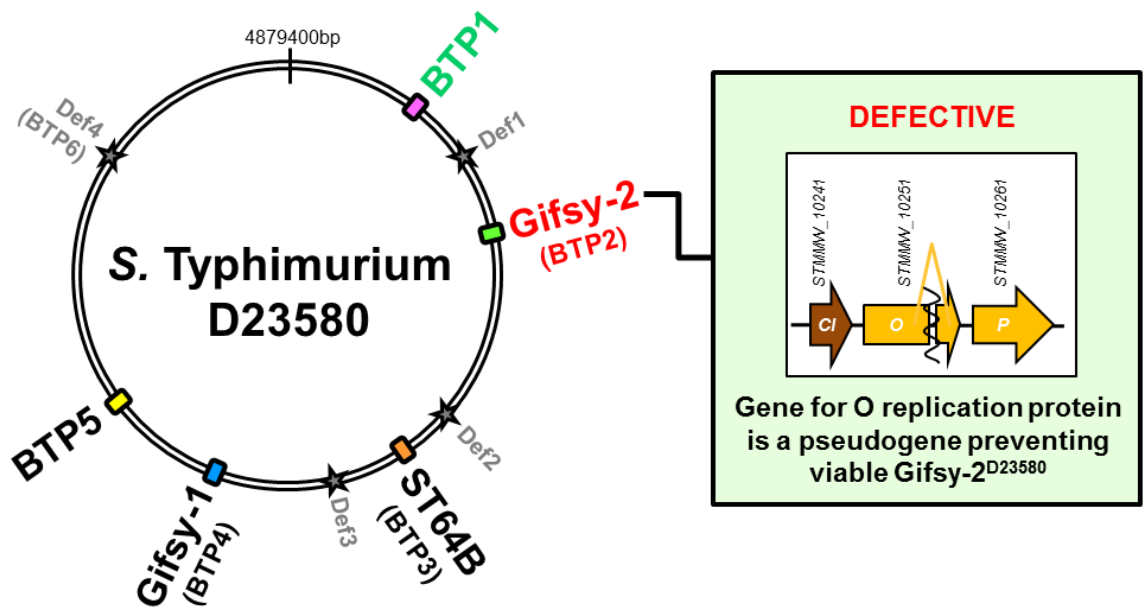 4879400bp
BTP1
Def1
Gifsy-2
(BTP2)
Def2
ST64B
(BTP3)
Def3
Gifsy-1
(BTP4)
BTP5
Def4
(BTP6)
S. Typhimurium
D23580
DEFECTIVE
STMMW_10241
STMMW_10251
STMMW_10261
CI
O
P
Gene for O replication protein
is a pseudogene preventing
viable Gifsy-2D23580